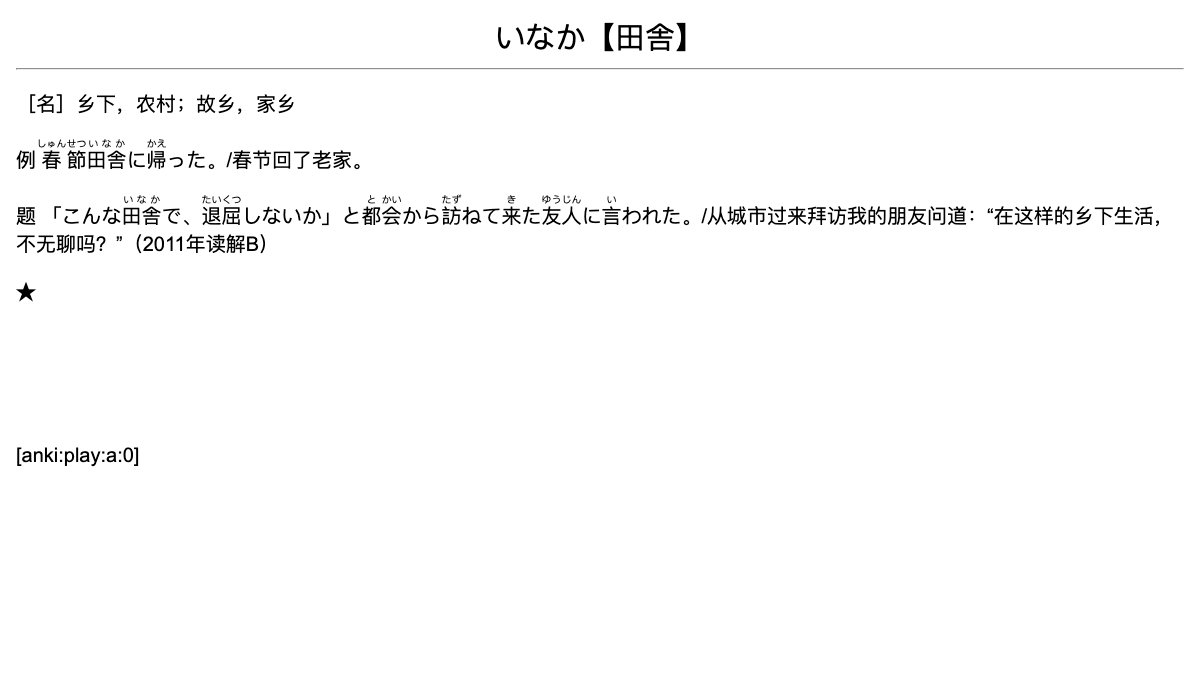 いなか【田舎】
［名］乡下，农村；故乡，家乡
しゅんせついなか かえ
例 春節田舎に帰った。/春节回了老家。
いなか たいくつ とかい たず き ゆうじん い
题 「こんな田舎で、退屈しないか」と都会から訪ねて来た友人に言われた。/从城市过来拜访我的朋友问道：“在这样的乡下生活，
不无聊吗？”（2011年读解B）
★
[anki:play:a:0]